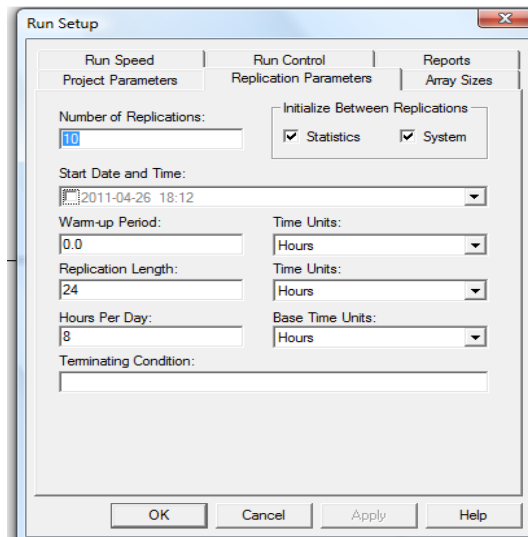 Run Setup
Run Speed Run Control Reports
Project Parameters Replication Parameters Array Sizes
Number of Replications:
10
Initialize Between Replications
Statistics System
Start Date and Time:
2011-04-26 18:12
Warm-up Period: Time Units:
0.0 Hours
Replication Length: Time Units:
24 Hours
Hours Per Day: Base Time Units:
8 Hours
Terminating Condition:
OK Cancel Apply Help